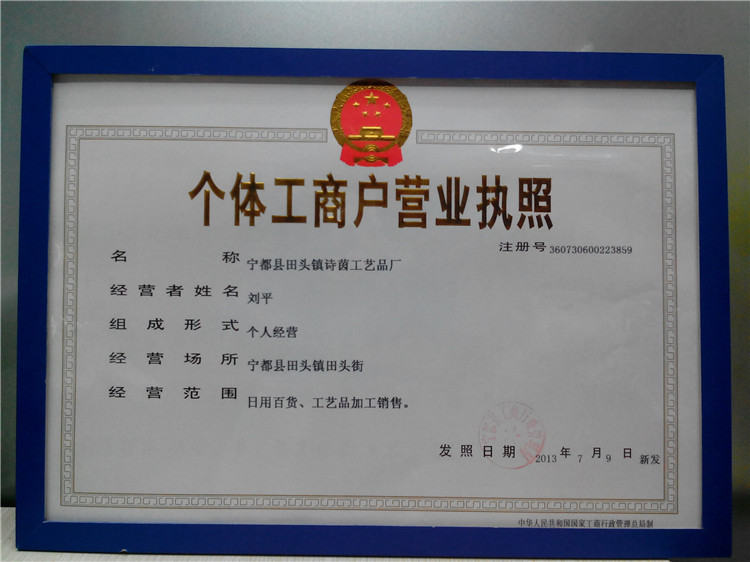 个体工商户营业执照
注册号 360730600223859
名称 宁都县田头镇诗茵工艺品厂
经营者姓名 刘平
组成形式 个人经营
经营场所 宁都县田头镇田头街
经营范围 日用百货、工艺品加工销售。
发照日期 2013 年 7 月 9 日 新发
中华人民共和国国家工商行政管理总局制